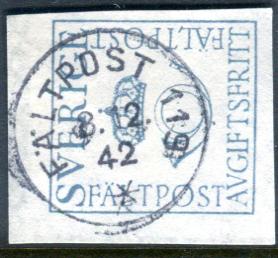 FÄLTPOST
SVERIGE
AVGIFTSFRITT
FÄLTPOST
FÄLTPOST
8.12.
42